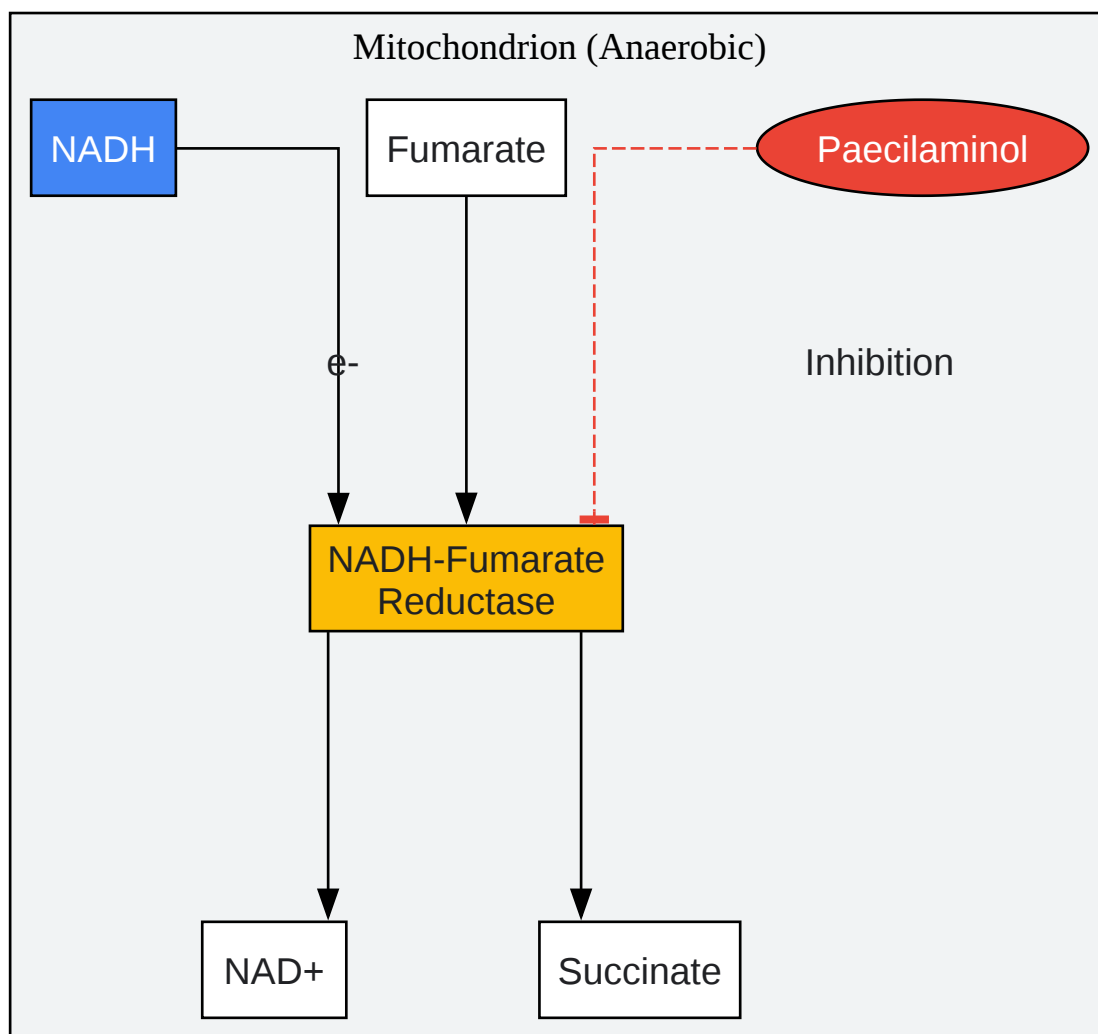 Mitochondrion (Anaerobic)
NADH
Fumarate
Paecilaminol
e-
Inhibition
NADH-Fumarate
Reductase
NAD+
Succinate